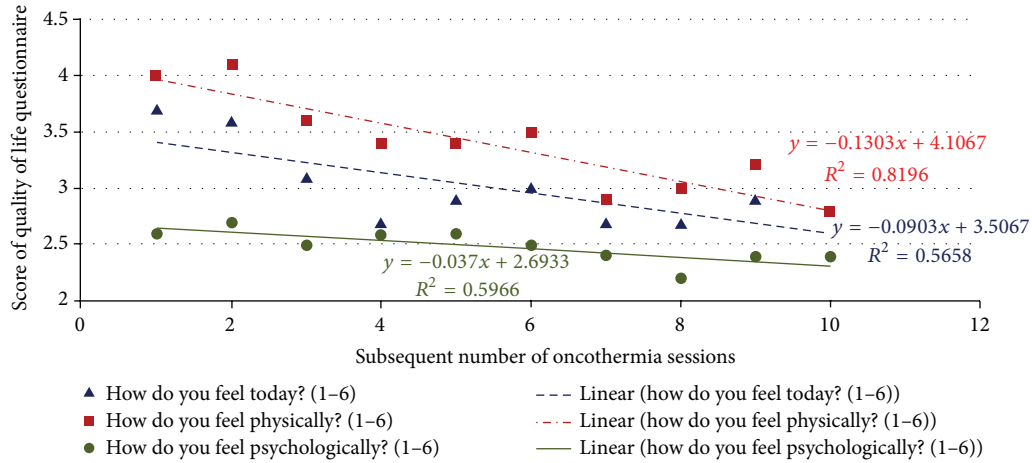 Score of quality of life questionnaire
4.5
4
3.5
3
2.5
2
y = −0.1303x + 4.1067
R² = 0.8196
y = −0.0903x + 3.5067
R² = 0.5658
y = −0.037x + 2.6933
R² = 0.5966
0 2 4 6 8 10 12
Subsequent number of oncothermia sessions
How do you feel today? (1–6)
How do you feel physically? (1–6)
How do you feel psychologically? (1–6)
Linear (how do you feel today? (1–6))
Linear (how do you feel physically? (1–6))
Linear (how do you feel psychologically? (1–6))